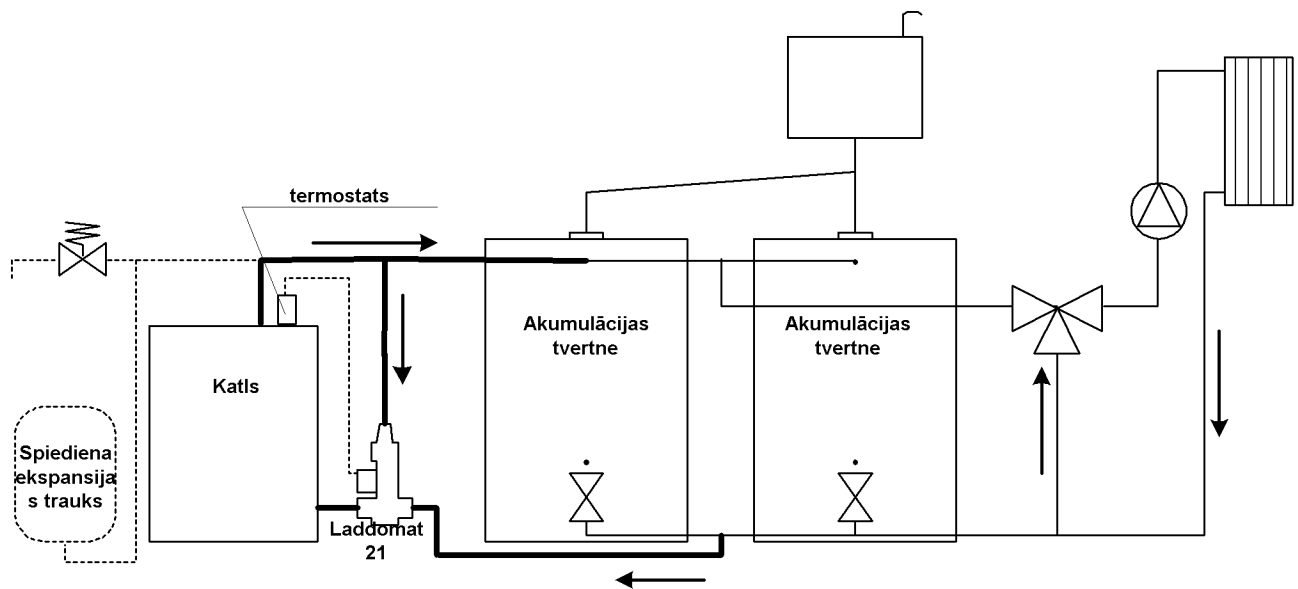 termostats
Akumulācijas
tvertne
Akumulācijas
tvertne
Katls
Spiediena
ekspansija
s trauks
Laddomat
21